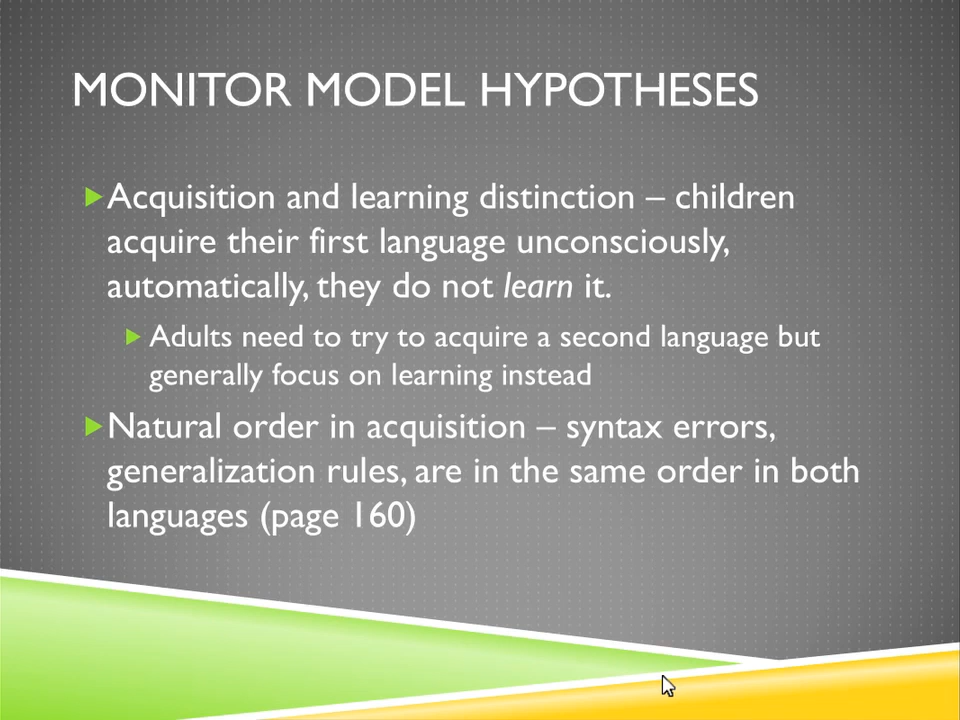 MONITOR MODEL HYPOTHESES
Acquisition and learning distinction – children
acquire their first language unconsciously,
automatically, they do not learn it.
Adults need to try to acquire a second language but
generally focus on learning instead
Natural order in acquisition – syntax errors,
generalization rules, are in the same order in both
languages (page 160)